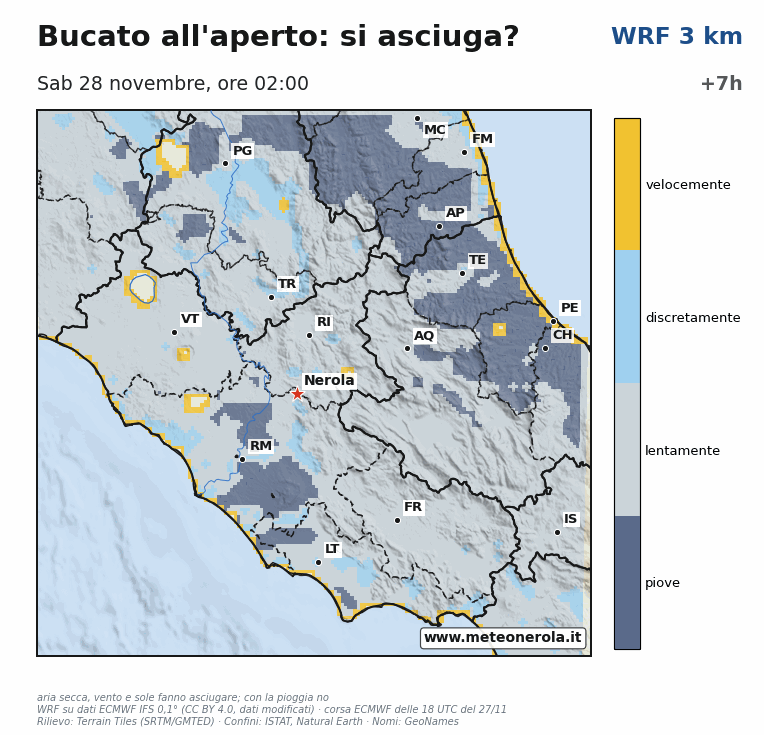 Bucato all'aperto: si asciuga?
WRF 3 km
Sab 28 novembre, ore 02:00
+7h
MC
FM
PG
AP
TE
TR
PE
VT
RI
AQ
CH
Nerola
RM
FR
IS
LT
www.meteonerola.it
velocemente
discretamente
lentamente
piove
aria secca, vento e sole fanno asciugare; con la pioggia no
WRF su dati ECMWF IFS 0,1° (CC BY 4.0, dati modificati) · corsa ECMWF delle 18 UTC del 27/11
Rilievo: Terrain Tiles (SRTM/GMTED) · Confini: ISTAT, Natural Earth · Nomi: GeoNames